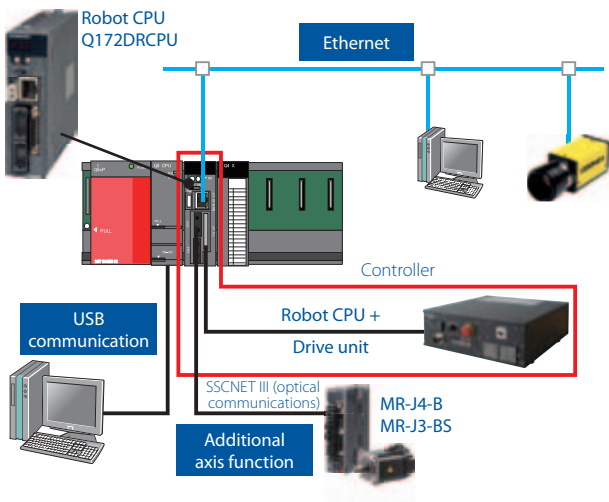 Robot CPU
Q172DRCPU
Ethernet
PULL
Controller
USB
communication
Robot CPU +
Drive unit
SSCNET III (optical
communications)
MR-J4-B
MR-J3-BS
Additional
axis function